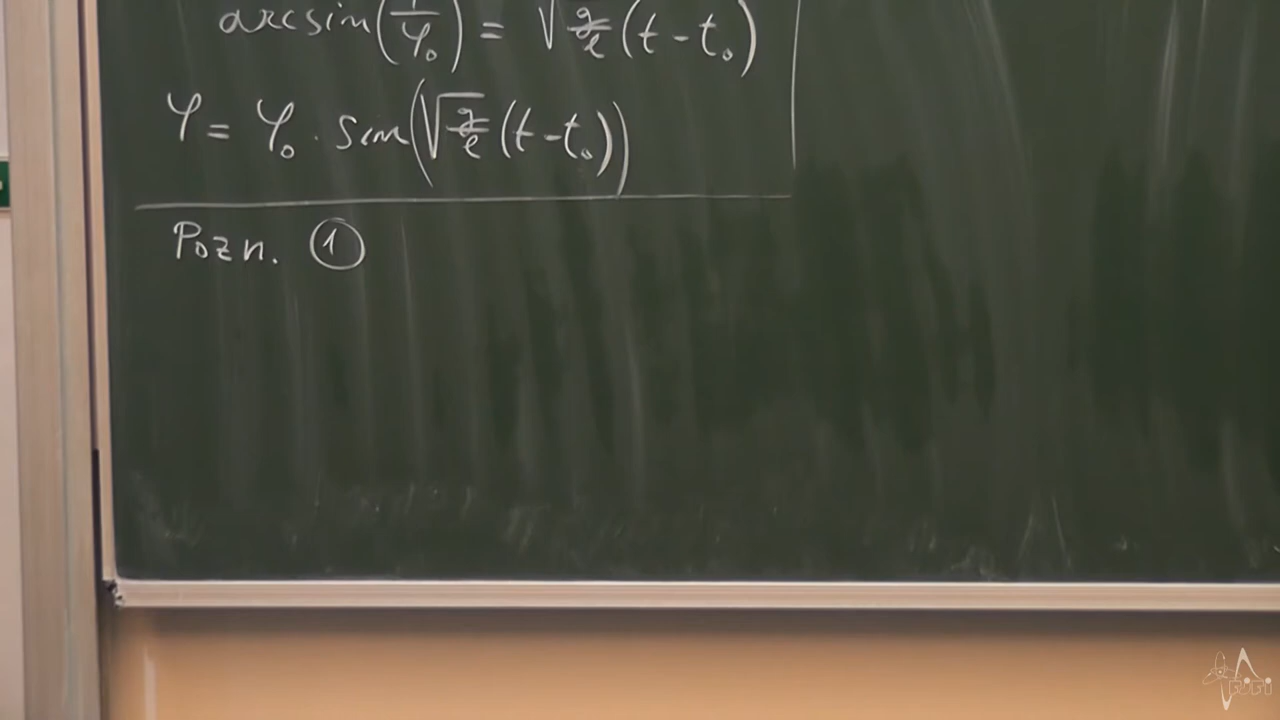 arcsin(φ/φ₀) = √(g/ℓ) (t - t₀)
φ = φ₀ · sin(√(g/ℓ) (t - t₀))
Pozn. ①